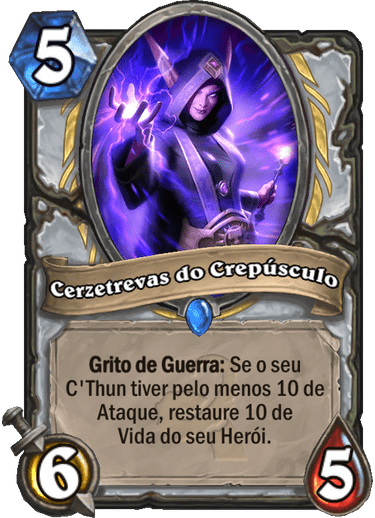 5
Cerzetrevas do Crepúsculo
Grito de Guerra: Se o seu
C'Thun tiver pelo menos 10 de
Ataque, restaure 10 de
Vida do seu Herói.
6
5